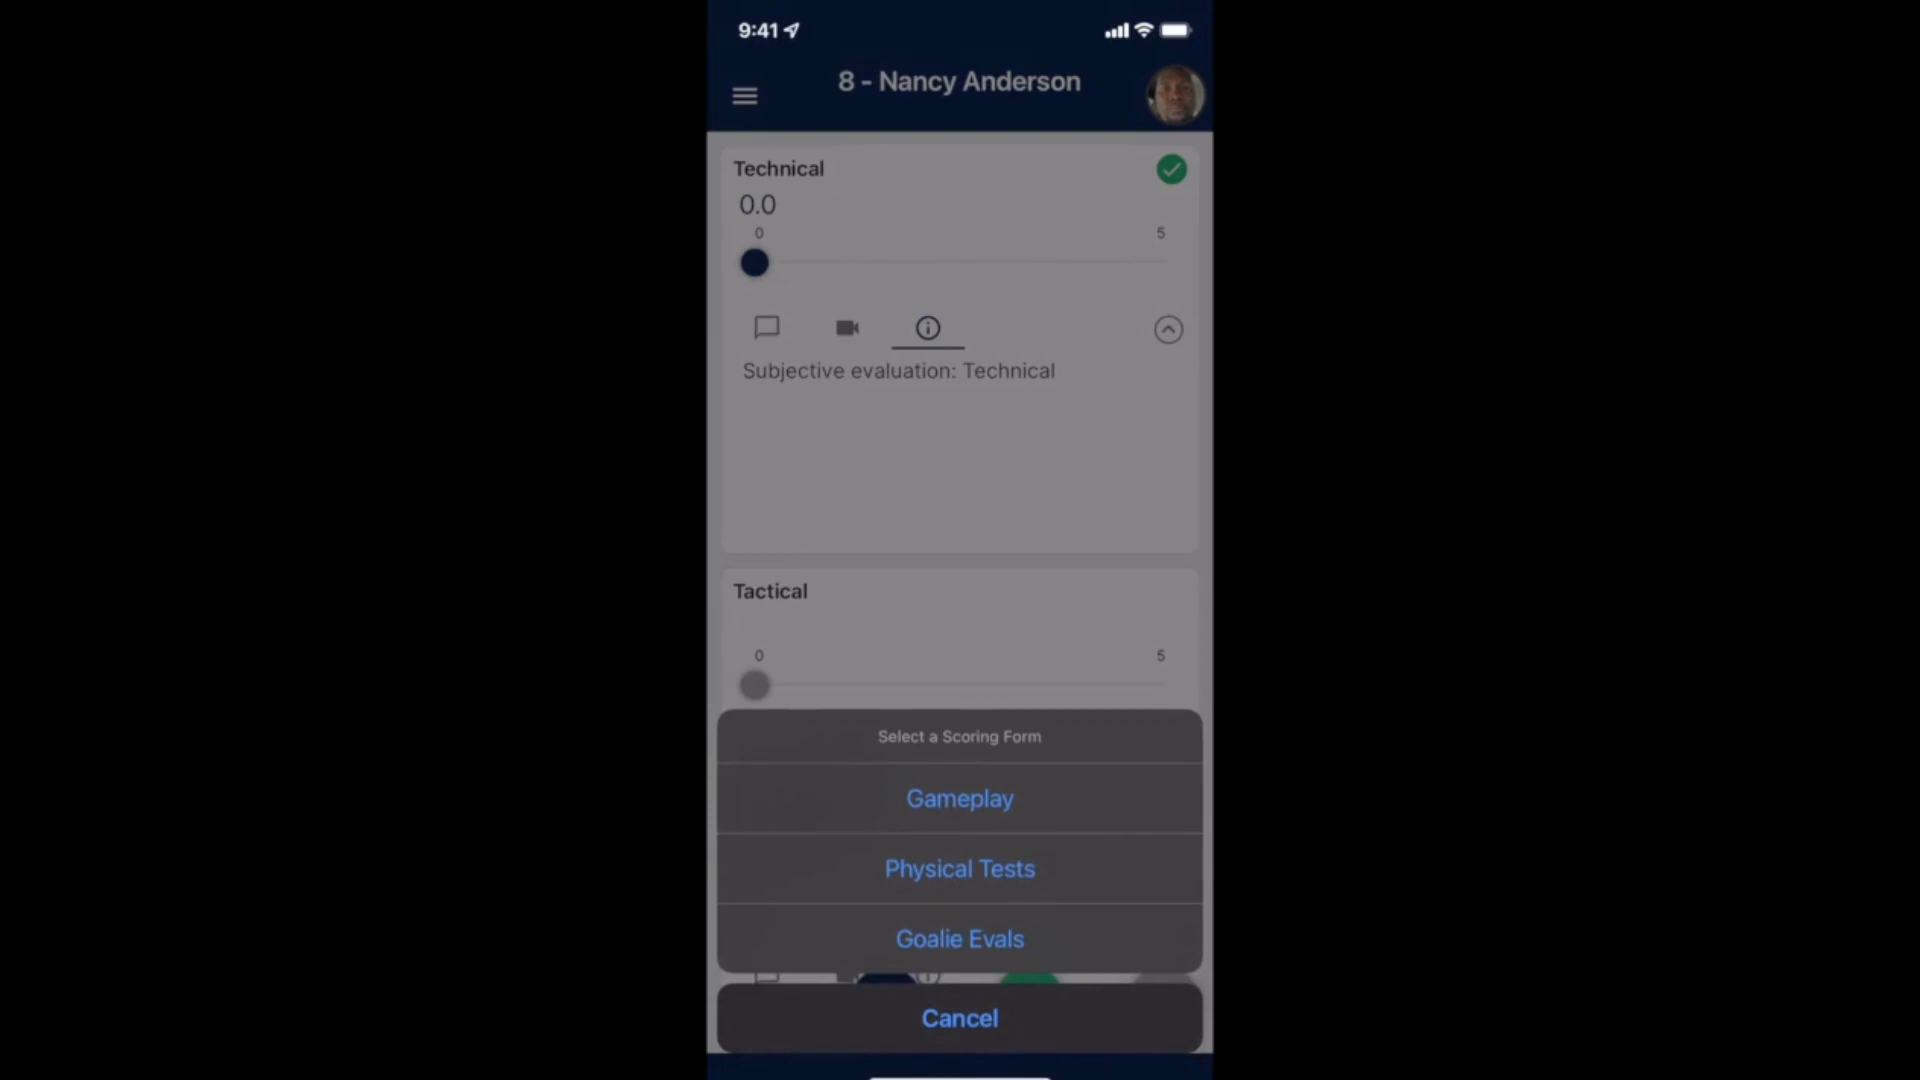 9:41
8 - Nancy Anderson
Technical
0.0
0 5
Subjective evaluation: Technical
Tactical
0 5
Select a Scoring Form
Gameplay
Physical Tests
Goalie Evals
Cancel